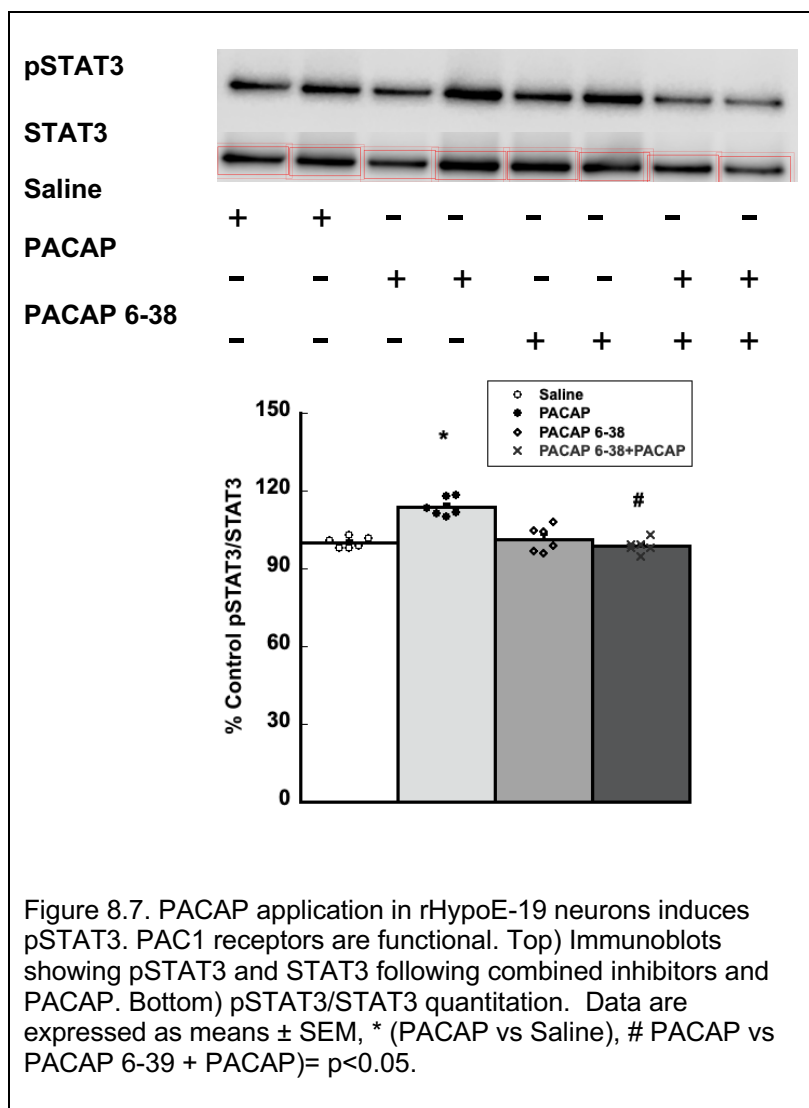 pSTAT3
STAT3
Saline
+ + - - - - - -
PACAP
- - + + - - + +
PACAP 6-38
- - - - + + + +
Saline
PACAP
PACAP 6-38
PACAP 6-38+PACAP
% Control pSTAT3/STAT3
150
120
90
60
30
0
*
#
Figure 8.7. PACAP application in rHypoE-19 neurons induces
pSTAT3. PAC1 receptors are functional. Top) Immunoblots
showing pSTAT3 and STAT3 following combined inhibitors and
PACAP. Bottom) pSTAT3/STAT3 quantitation. Data are
expressed as means ± SEM, * (PACAP vs Saline), # PACAP vs
PACAP 6-39 + PACAP)= p<0.05.